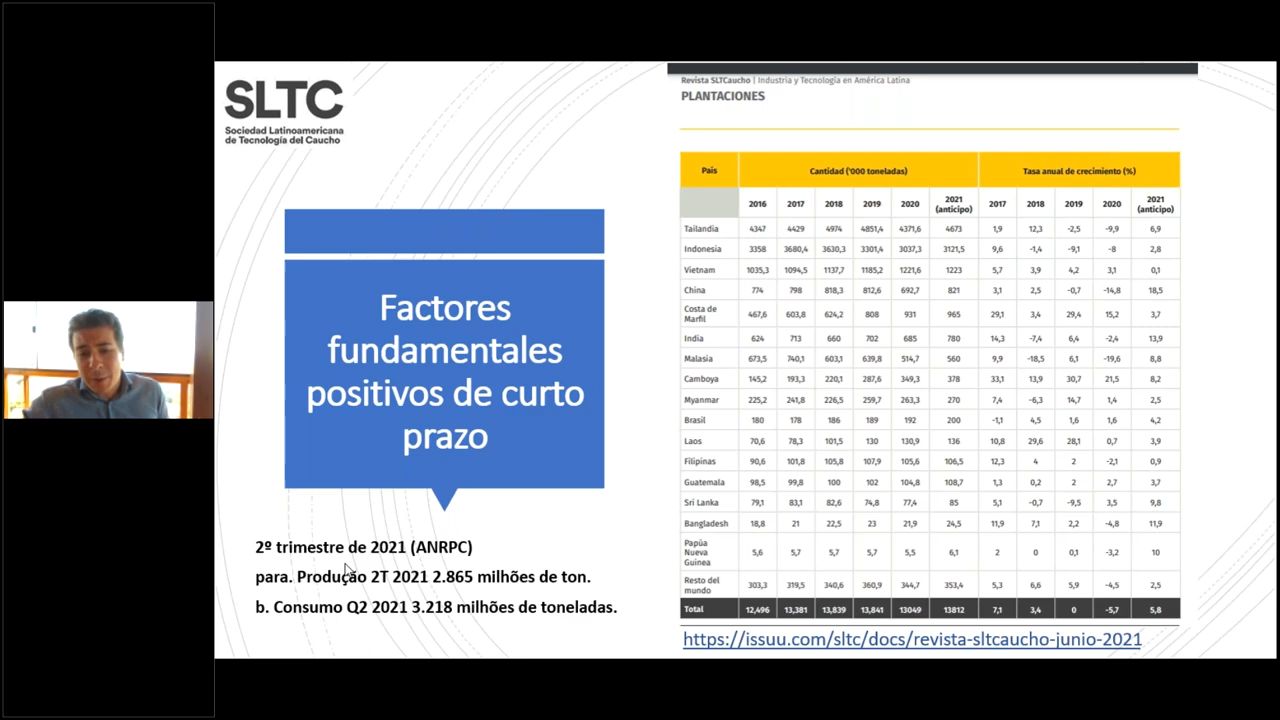 SLTC
Sociedad Latinoamericana
de Tecnología del Caucho
Factores
fundamentales
positivos de curto
prazo
2º trimestre de 2021 (ANRPC)
para. Produção 2T 2021 2.865 milhões de ton.
b. Consumo Q2 2021 3.218 milhões de toneladas.
Revista SLTCaucho | Industria y Tecnología en América Latina
PLANTACIONES
País Cantidad ('000 toneladas) Tasa anual de crecimiento (%)
2016 2017 2018 2019 2020 2021 (anticipo) 2017 2018 2019 2020 2021 (anticipo)
Tailandia 4347 4429 4974 4851,4 4371,6 4673 1,9 12,3 -2,5 -9,9 6,9
Indonesia 3358 3680,4 3630,3 3301,4 3037,3 3121,5 9,6 -1,4 -9,1 -8 2,8
Vietnam 1035,3 1094,5 1137,7 1185,2 1221,6 1223 5,7 3,9 4,2 3,1 0,1
China 774 798 818,3 812,6 692,7 821 3,1 2,5 -0,7 -14,8 18,5
Costa de Marfil 467,6 603,8 624,2 808 931 965 29,1 3,4 29,4 15,2 3,7
India 624 713 660 702 685 780 14,3 -7,4 6,4 -2,4 13,9
Malasia 673,5 740,1 603,1 639,8 514,7 560 9,9 -18,5 6,1 -19,6 8,8
Camboya 145,2 193,3 220,1 287,6 349,3 378 33,1 13,9 30,7 21,5 8,2
Myanmar 225,2 241,8 226,5 259,7 263,3 270 7,4 -6,3 14,7 1,4 2,5
Brasil 180 178 186 189 192 200 -1,1 4,5 1,6 1,6 4,2
Laos 70,6 78,3 101,5 130 130,9 136 10,8 29,6 28,1 0,7 3,9
Filipinas 90,6 101,8 105,8 107,9 105,6 106,5 12,3 4 2 -2,1 0,9
Guatemala 98,5 99,8 100 102 104,8 108,7 1,3 0,2 2 2,7 3,7
Sri Lanka 79,1 83,1 82,6 74,8 77,4 85 5,1 -0,7 -9,5 3,5 9,8
Bangladesh 18,8 21 22,5 23 21,9 24,5 11,9 7,1 2,2 -4,8 11,9
Papúa Nueva Guinea 5,6 5,7 5,7 5,7 5,5 6,1 2 0 0,1 -3,2 10
Resto del mundo 303,3 319,5 340,6 360,9 344,7 353,4 5,3 6,6 5,9 -4,5 2,5
Total 12,496 13,381 13,839 13,841 13049 13812 7,1 3,4 0 -5,7 5,8
https://issuu.com/sltc/docs/revista-sltcaucho-junio-2021